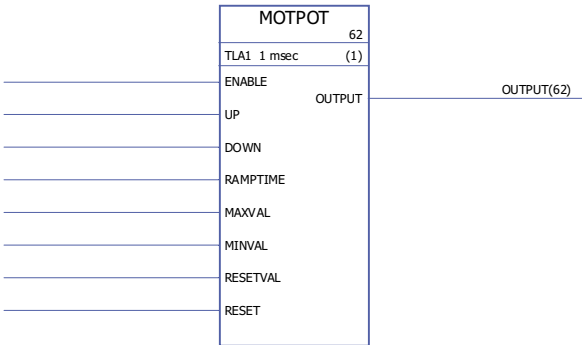 MOTPOT
62
TLA1 1 msec (1)
ENABLE
OUTPUT OUTPUT(62)
UP
DOWN
RAMPTIME
MAXVAL
MINVAL
RESETVAL
RESET